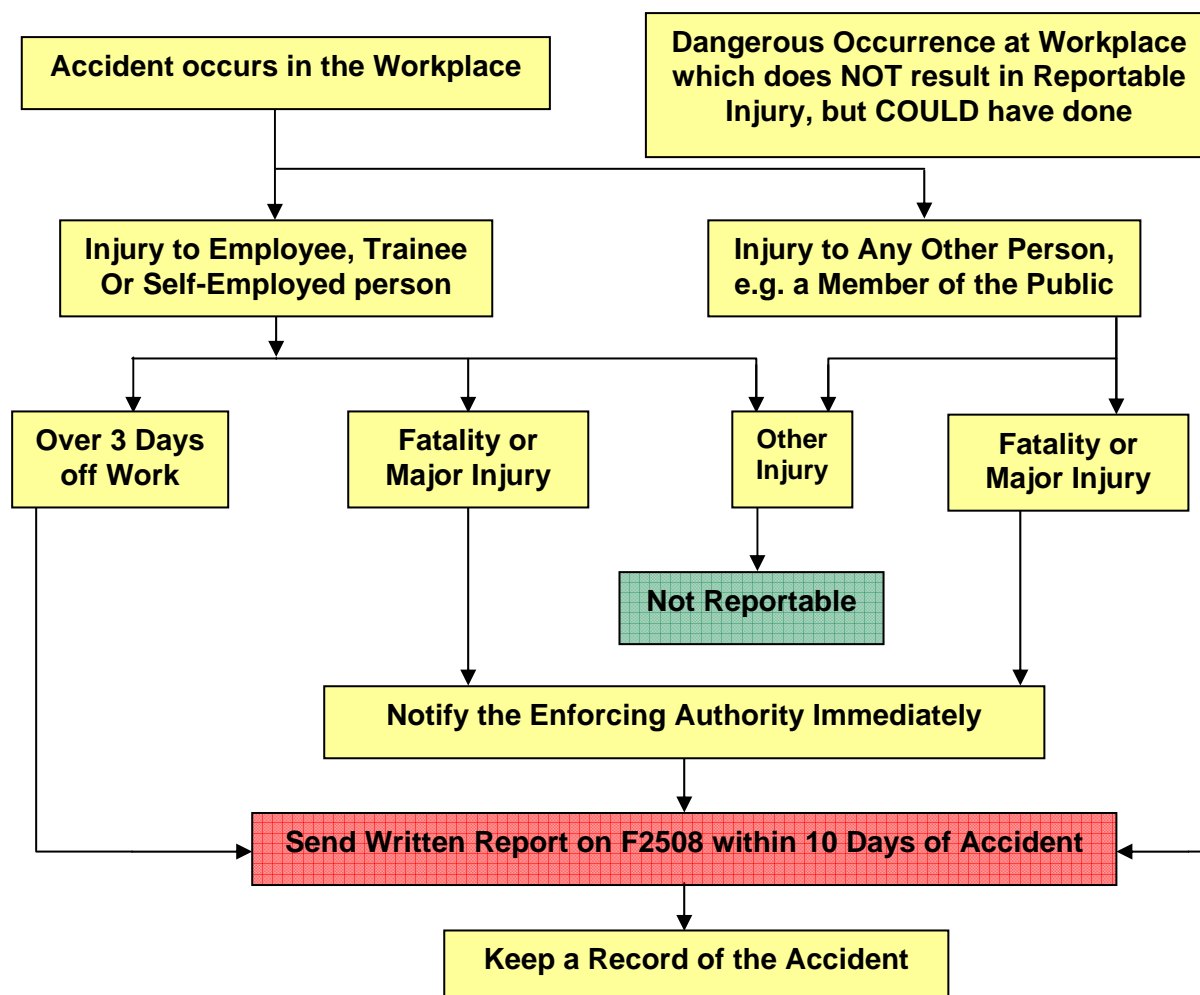 Accident occurs in the Workplace
Dangerous Occurrence at Workplace
which does NOT result in Reportable
Injury, but COULD have done
Injury to Employee, Trainee
Or Self-Employed person
Injury to Any Other Person,
e.g. a Member of the Public
Over 3 Days
off Work
Fatality or
Major Injury
Other
Injury
Fatality or
Major Injury
Not Reportable
Notify the Enforcing Authority Immediately
Send Written Report on F2508 within 10 Days of Accident
Keep a Record of the Accident